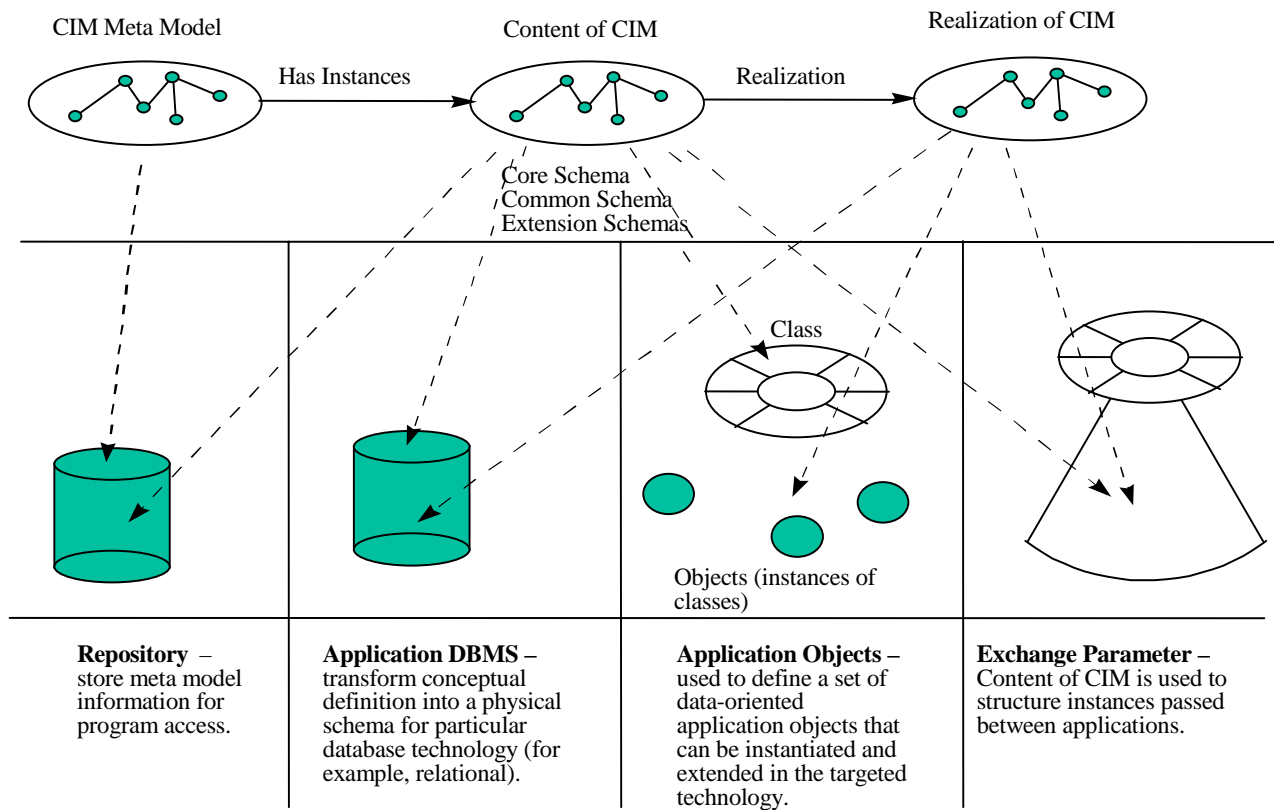 CIM Meta Model
Content of CIM
Realization of CIM
Has Instances
Realization
Core Schema
Common Schema
Extension Schemas
Class
Objects (instances of
classes)
Repository –
store meta model
information for
program access.
Application DBMS –
transform conceptual
definition into a physical
schema for particular
database technology (for
example, relational).
Application Objects –
used to define a set of
data-oriented
application objects that
can be instantiated and
extended in the targeted
technology.
Exchange Parameter –
Content of CIM is used to
structure instances passed
between applications.